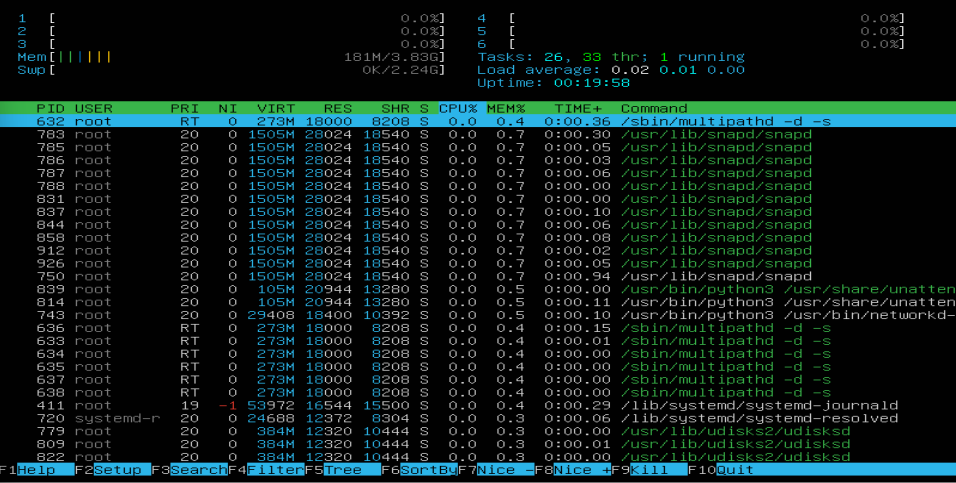 1 [ 0.0%] 4 [ 0.0%]
2 [ 0.0%] 5 [ 0.0%]
3 [ 0.0%] 6 [ 0.0%]
Mem[|||||| 181M/3.83G] Tasks: 26, 33 thr; 1 running
Swp[ 0K/2.24G] Load average: 0.02 0.01 0.00
Uptime: 00:19:58
PID USER PRI NI VIRT RES SHR S CPU% MEM% TIME+ Command
632 root RT 0 273M 18000 8208 S 0.0 0.4 0:00.36 /sbin/multipathd -d -s
783 root 20 0 1505M 28024 18540 S 0.0 0.7 0:00.30 /usr/lib/snapd/snapd
785 root 20 0 1505M 28024 18540 S 0.0 0.7 0:00.05 /usr/lib/snapd/snapd
786 root 20 0 1505M 28024 18540 S 0.0 0.7 0:00.03 /usr/lib/snapd/snapd
787 root 20 0 1505M 28024 18540 S 0.0 0.7 0:00.06 /usr/lib/snapd/snapd
788 root 20 0 1505M 28024 18540 S 0.0 0.7 0:00.00 /usr/lib/snapd/snapd
831 root 20 0 1505M 28024 18540 S 0.0 0.7 0:00.00 /usr/lib/snapd/snapd
837 root 20 0 1505M 28024 18540 S 0.0 0.7 0:00.10 /usr/lib/snapd/snapd
844 root 20 0 1505M 28024 18540 S 0.0 0.7 0:00.06 /usr/lib/snapd/snapd
858 root 20 0 1505M 28024 18540 S 0.0 0.7 0:00.08 /usr/lib/snapd/snapd
912 root 20 0 1505M 28024 18540 S 0.0 0.7 0:00.02 /usr/lib/snapd/snapd
926 root 20 0 1505M 28024 18540 S 0.0 0.7 0:00.05 /usr/lib/snapd/snapd
750 root 20 0 1505M 28024 18540 S 0.0 0.7 0:00.94 /usr/lib/snapd/snapd
839 root 20 0 105M 20944 13280 S 0.0 0.5 0:00.00 /usr/bin/python3 /usr/share/unatten
814 root 20 0 105M 20944 13280 S 0.0 0.5 0:00.11 /usr/bin/python3 /usr/share/unatten
743 root 20 0 29408 18400 10392 S 0.0 0.5 0:00.10 /usr/bin/python3 /usr/bin/networkd-
636 root RT 0 273M 18000 8208 S 0.0 0.4 0:00.15 /sbin/multipathd -d -s
633 root RT 0 273M 18000 8208 S 0.0 0.4 0:00.01 /sbin/multipathd -d -s
634 root RT 0 273M 18000 8208 S 0.0 0.4 0:00.00 /sbin/multipathd -d -s
635 root RT 0 273M 18000 8208 S 0.0 0.4 0:00.00 /sbin/multipathd -d -s
637 root RT 0 273M 18000 8208 S 0.0 0.4 0:00.00 /sbin/multipathd -d -s
638 root RT 0 273M 18000 8208 S 0.0 0.4 0:00.00 /sbin/multipathd -d -s
411 root 19 -1 53972 16544 15500 S 0.0 0.4 0:00.29 /lib/systemd/systemd-journald
720 systemd-r 20 0 24688 12372 8304 S 0.0 0.3 0:00.06 /lib/systemd/systemd-resolved
779 root 20 0 384M 12320 10444 S 0.0 0.3 0:00.00 /usr/lib/udisks2/udisksd
809 root 20 0 384M 12320 10444 S 0.0 0.3 0:00.01 /usr/lib/udisks2/udisksd
822 root 20 0 384M 12320 10444 S 0.0 0.3 0:00.00 /usr/lib/udisks2/udisksd
F1Help F2Setup F3SearchF4FilterF5Tree F6SortByF7Nice -F8Nice +F9Kill F10Quit